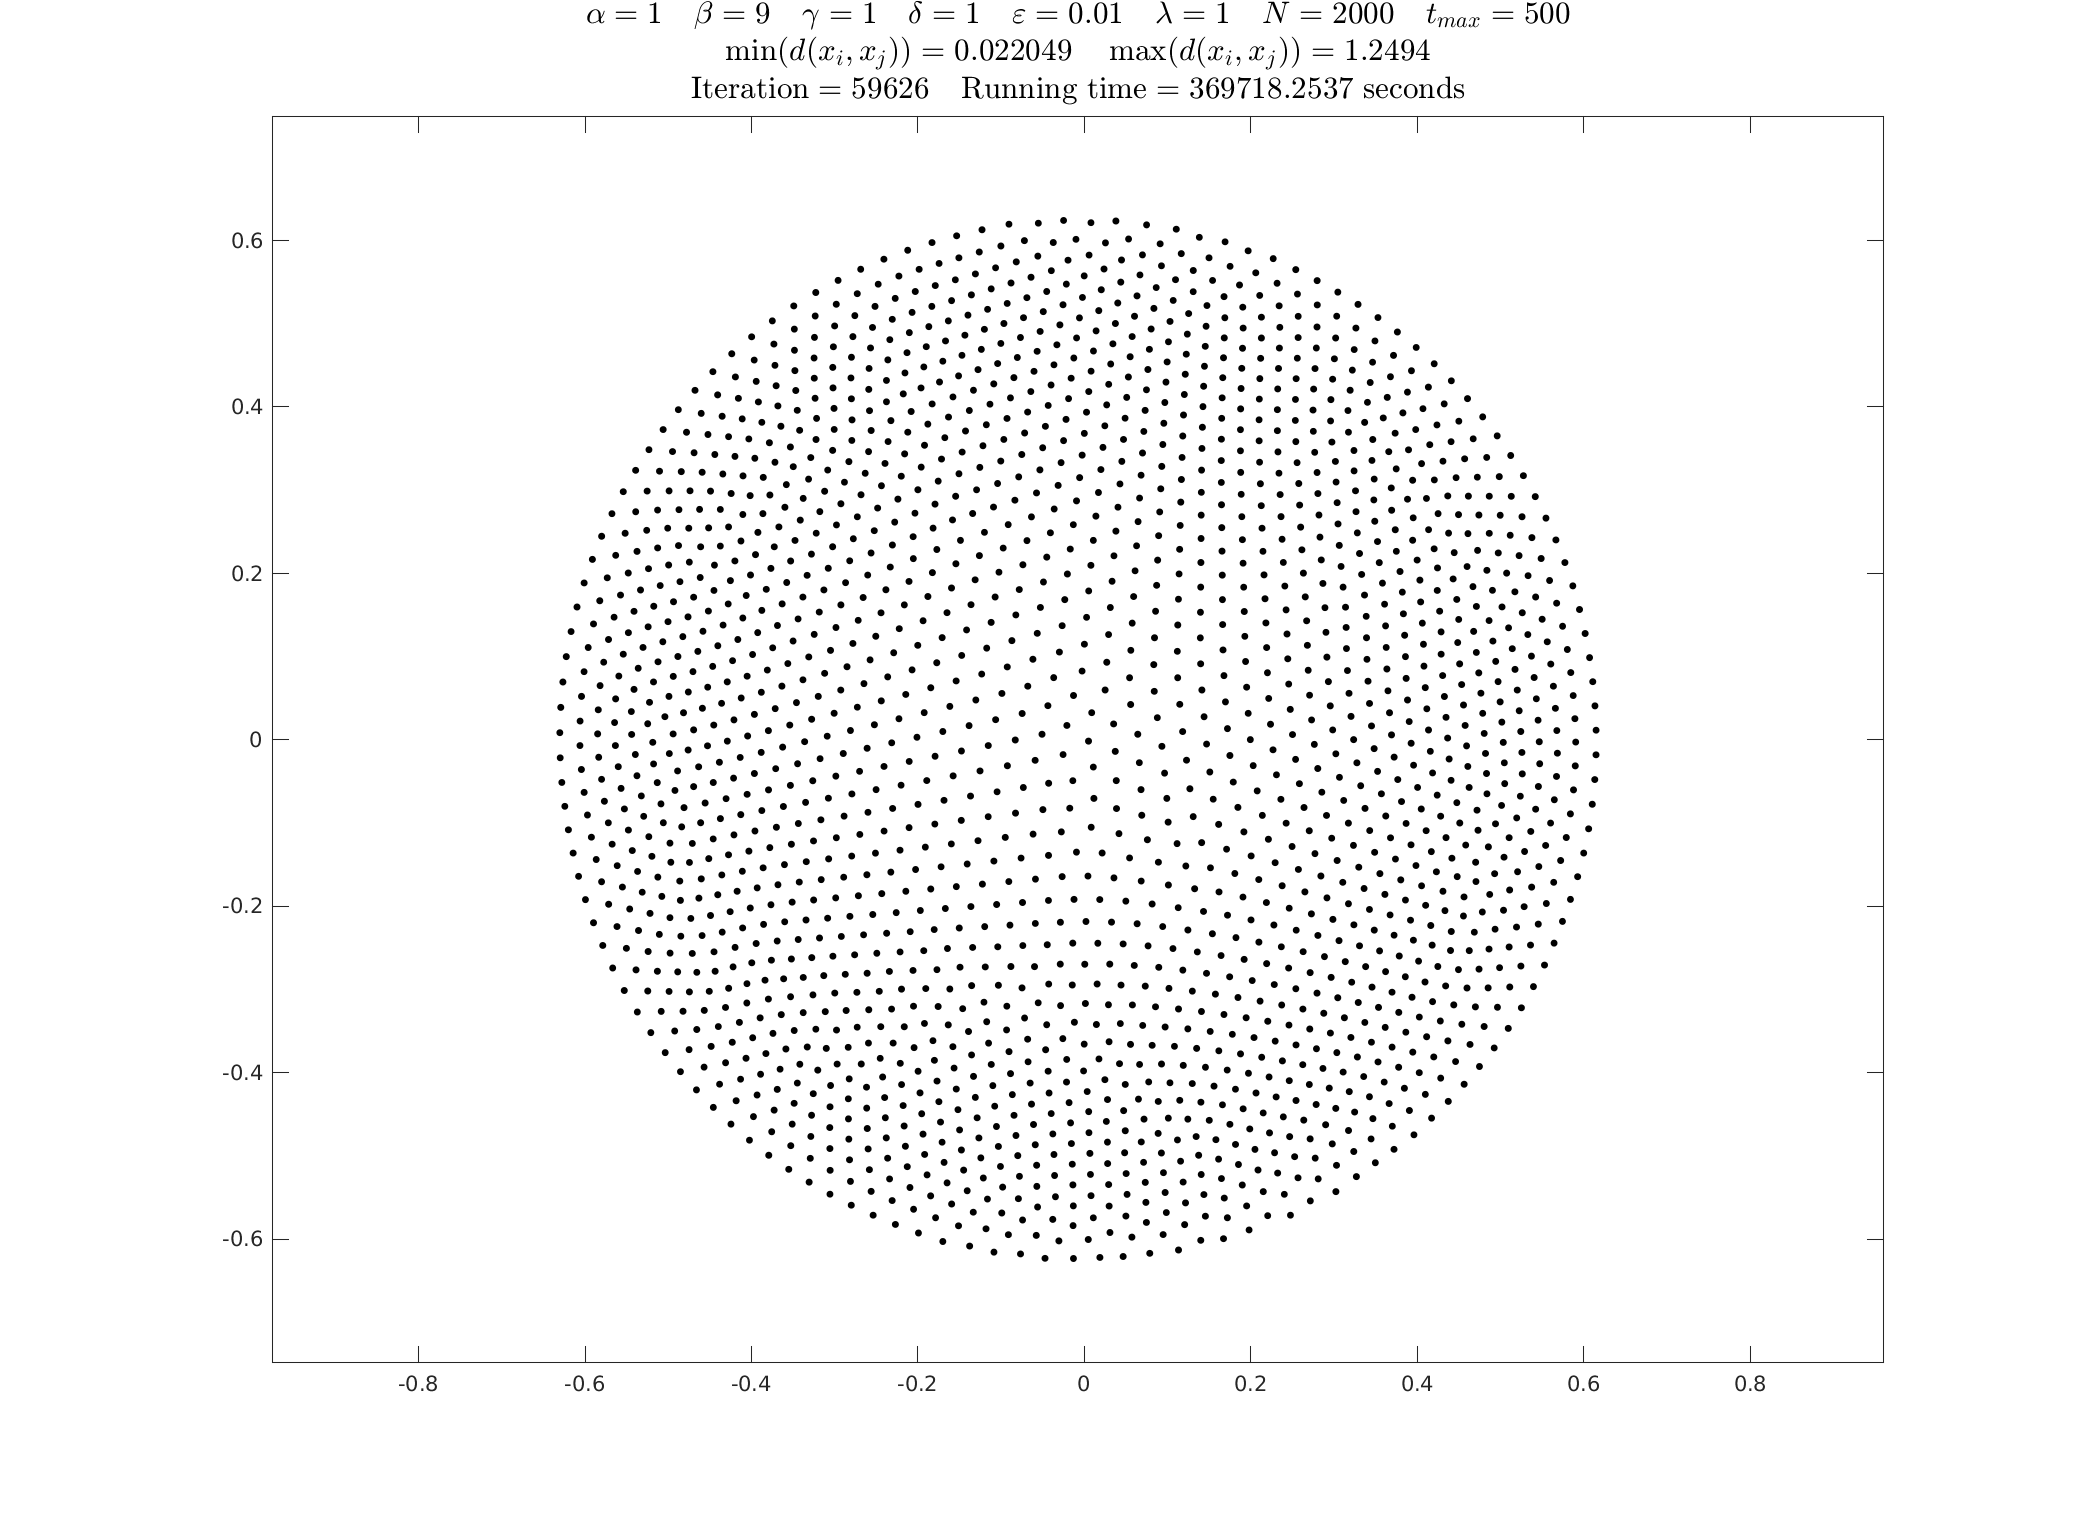 α = 1 β = 9 γ = 1 δ = 1 ε = 0.01 λ = 1 N = 2000 t_max = 500
min(d(x_i, x_j)) = 0.022049 max(d(x_i, x_j)) = 1.2494
Iteration = 59626 Running time = 369718.2537 seconds
0.6
0.4
0.2
0
-0.2
-0.4
-0.6
-0.8 -0.6 -0.4 -0.2 0 0.2 0.4 0.6 0.8